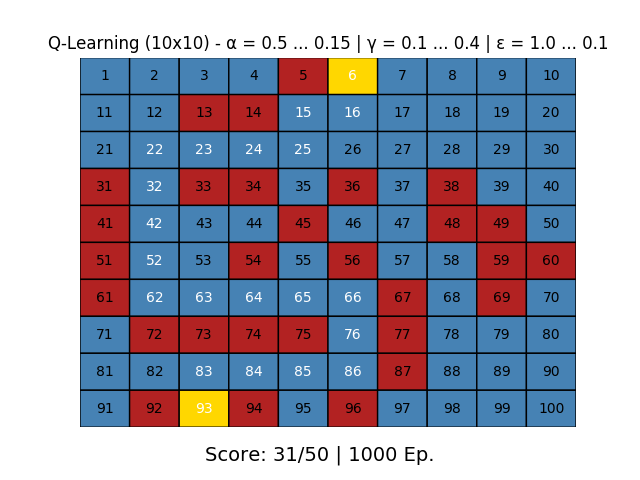 Q-Learning (10x10) - α = 0.5 ... 0.15 | γ = 0.1 ... 0.4 | ε = 1.0 ... 0.1
1 2 3 4 5 6 7 8 9 10
11 12 13 14 15 16 17 18 19 20
21 22 23 24 25 26 27 28 29 30
31 32 33 34 35 36 37 38 39 40
41 42 43 44 45 46 47 48 49 50
51 52 53 54 55 56 57 58 59 60
61 62 63 64 65 66 67 68 69 70
71 72 73 74 75 76 77 78 79 80
81 82 83 84 85 86 87 88 89 90
91 92 93 94 95 96 97 98 99 100
Score: 31/50 | 1000 Ep.